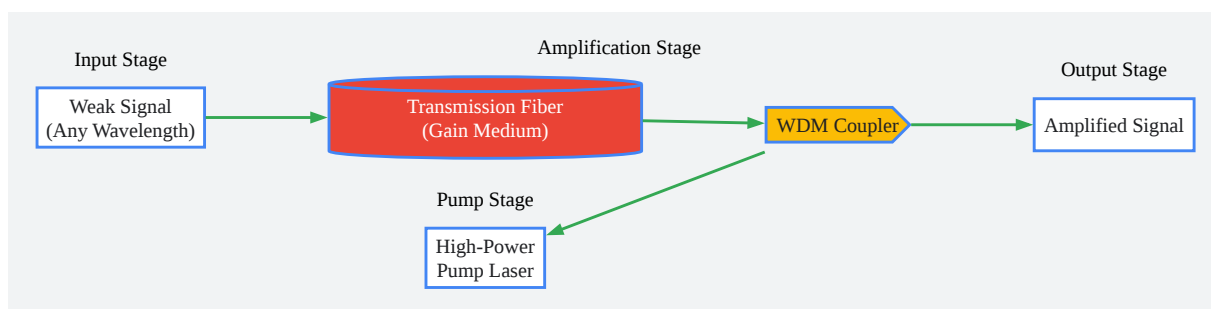 Input Stage
Weak Signal
(Any Wavelength)
Amplification Stage
Transmission Fiber
(Gain Medium)
WDM Coupler
Output Stage
Amplified Signal
Pump Stage
High-Power
Pump Laser